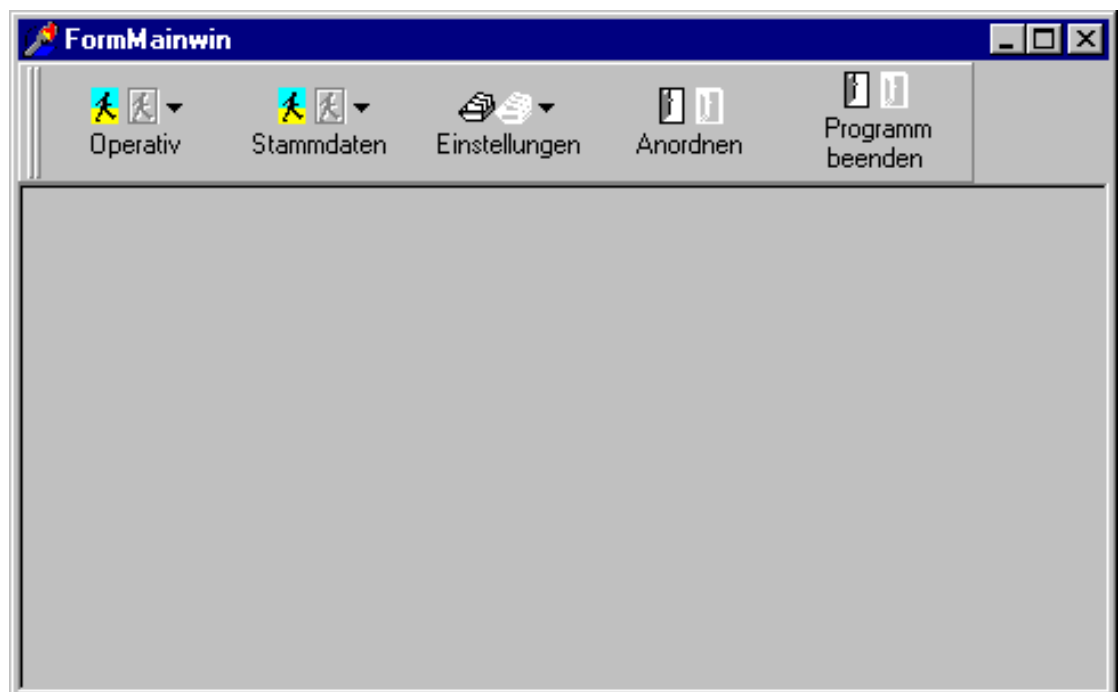 FormMainwin
Operativ
Stammdaten
Einstellungen
Anordnen
Programm
beenden